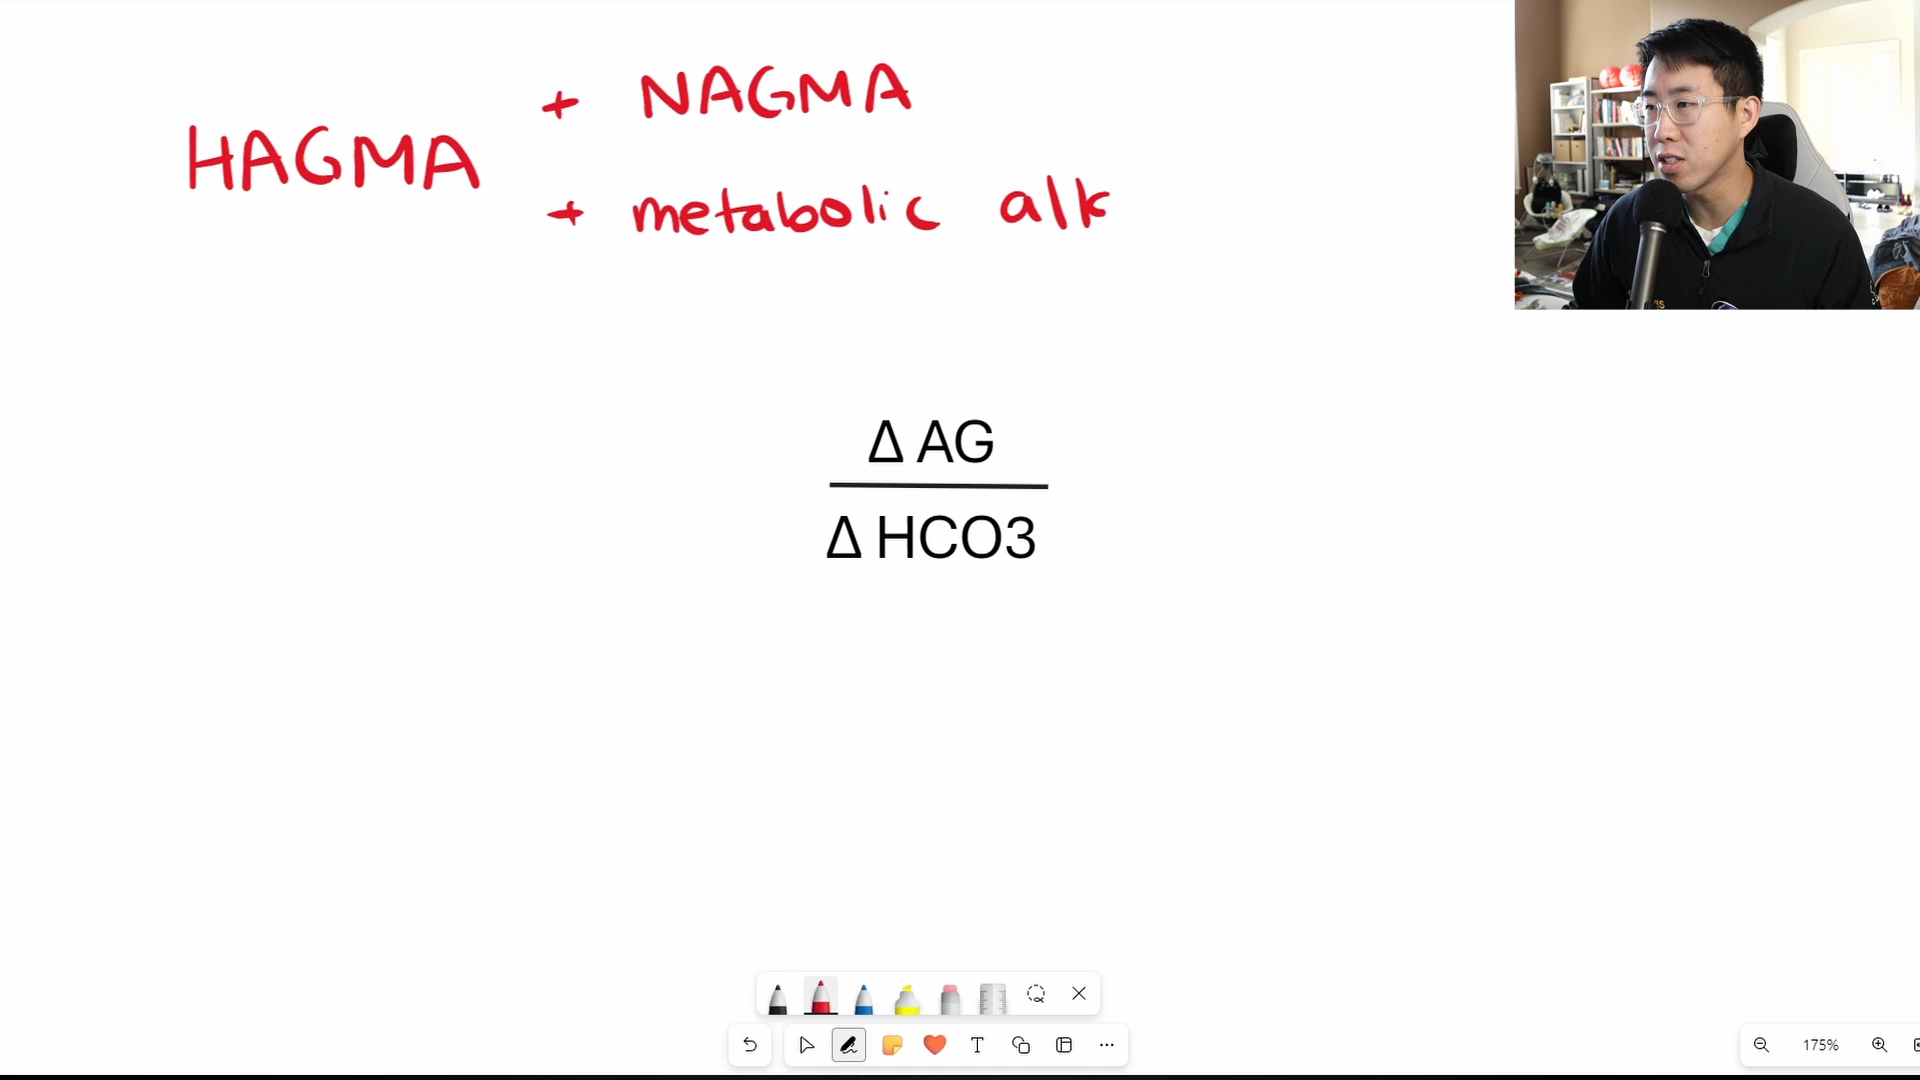 + NAGMA
HAGMA
+ metabolic alk
Δ AG
Δ HCO3
175%